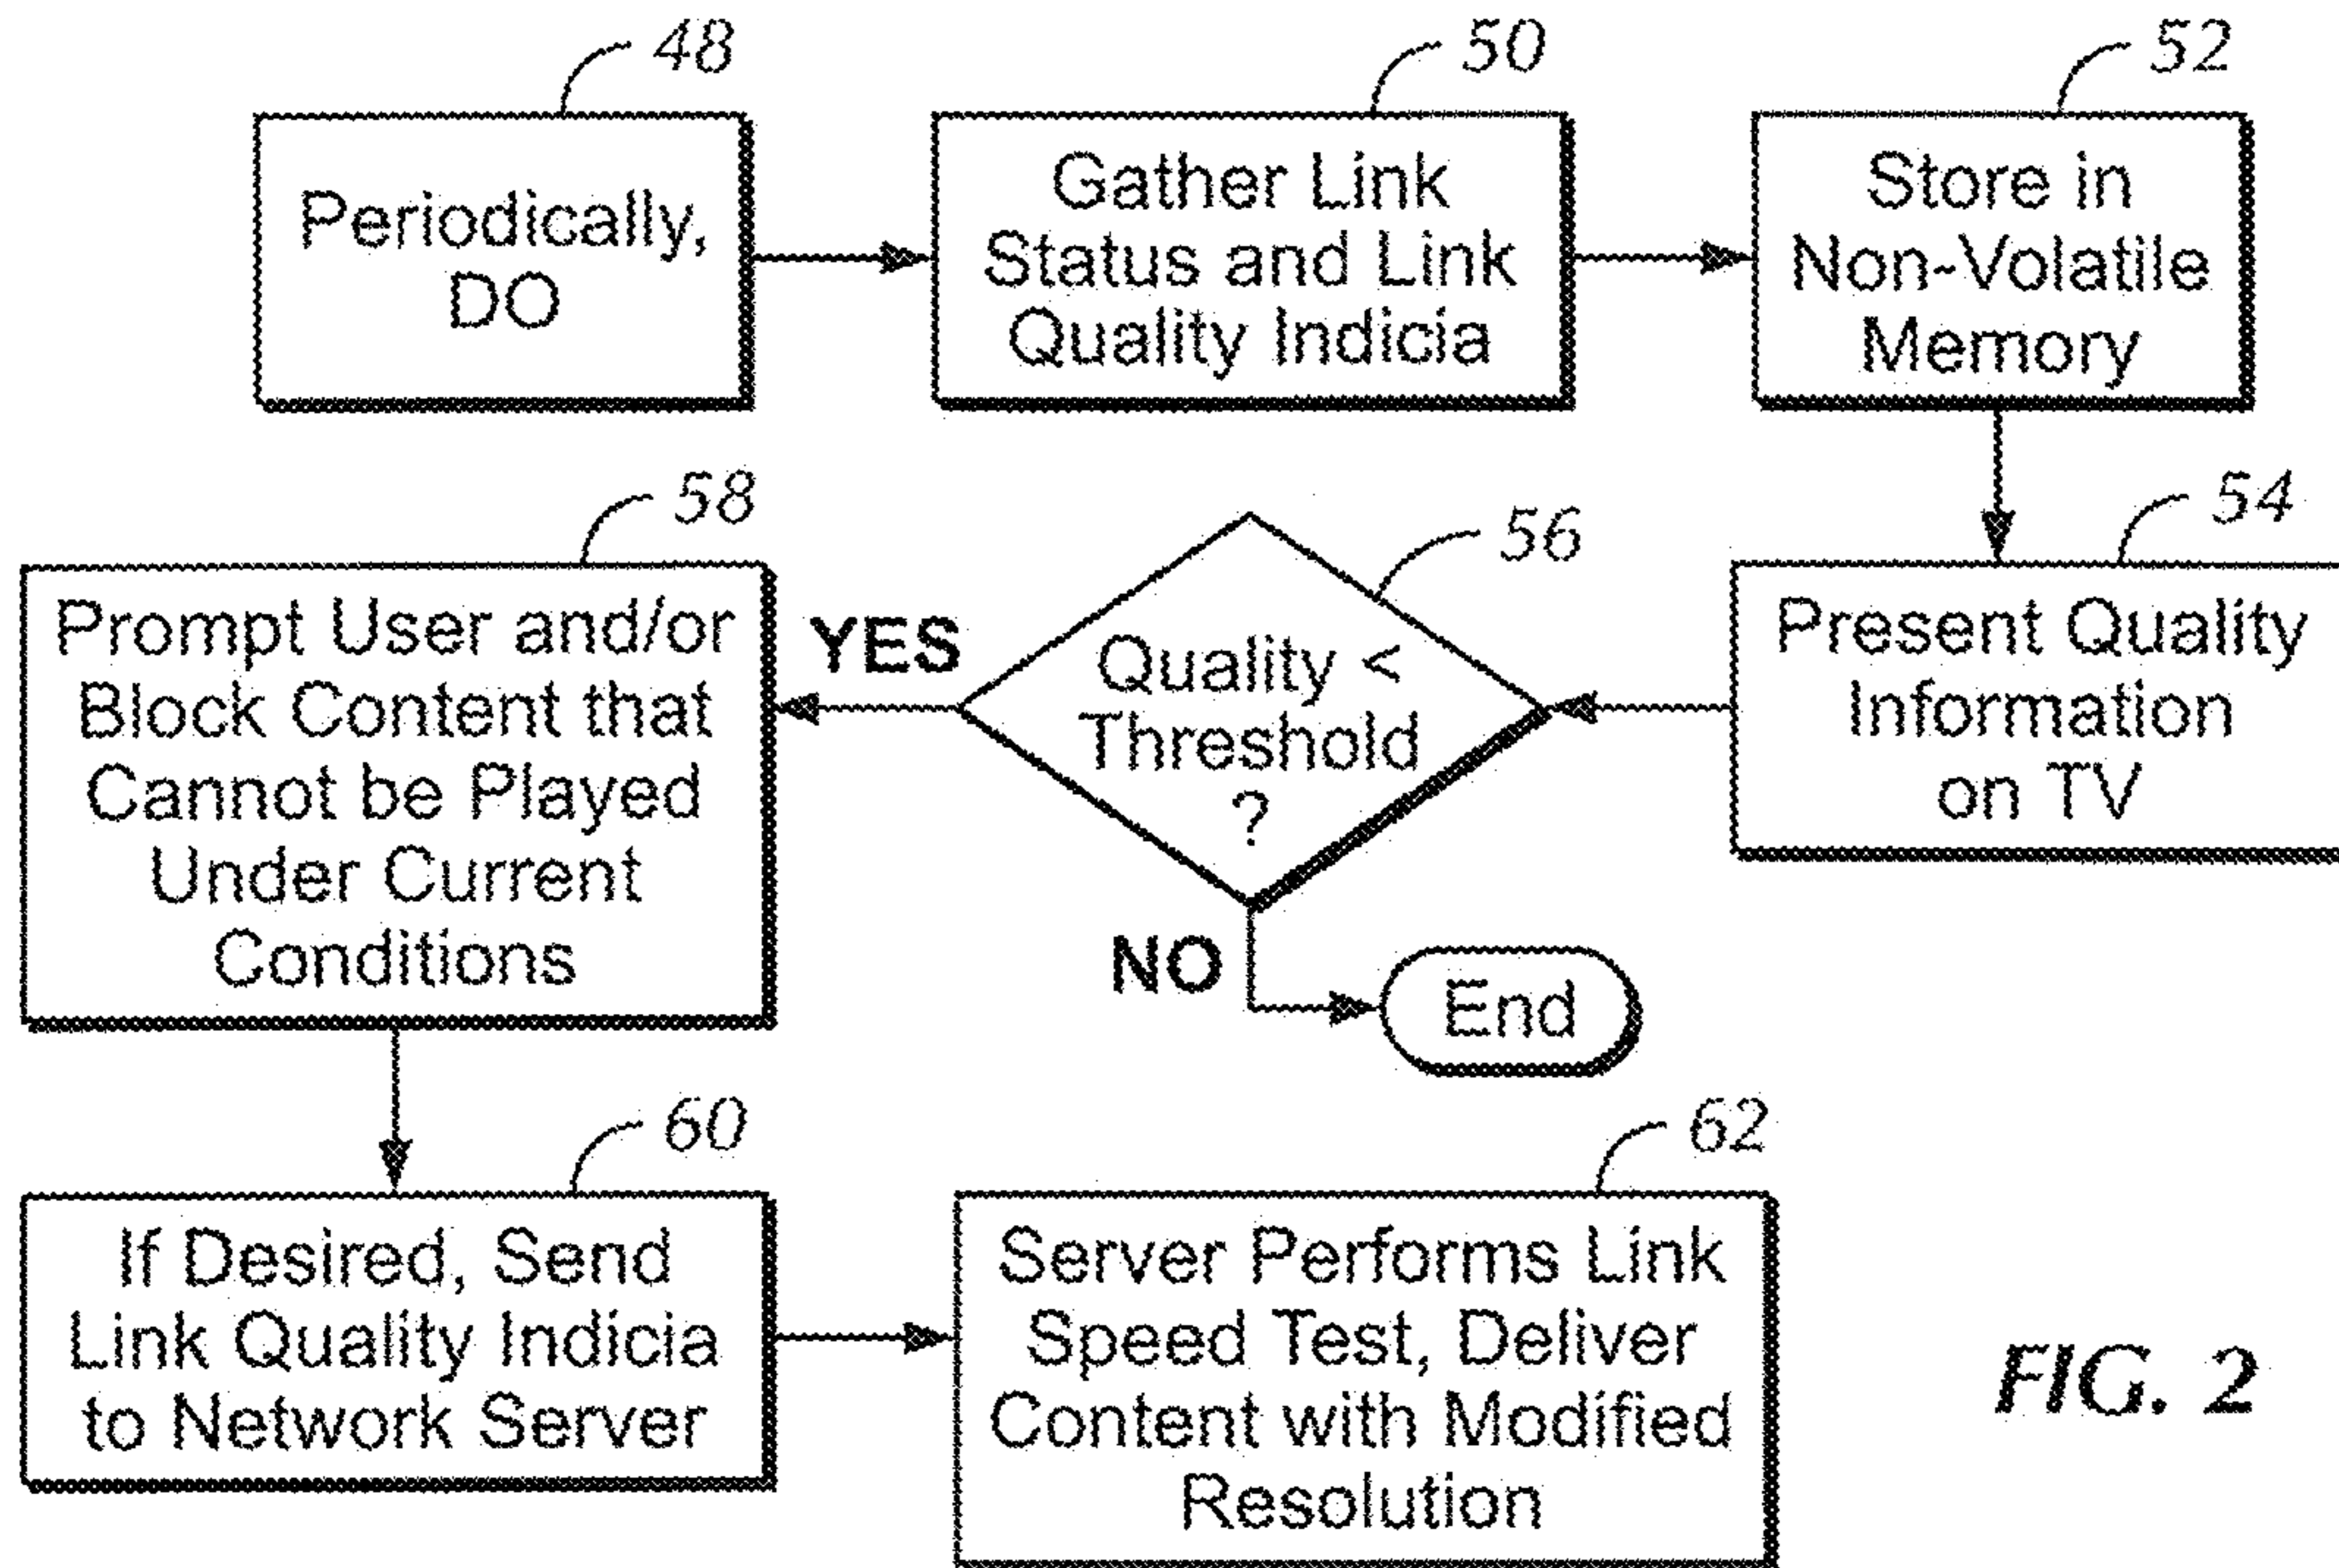 48
Periodically,
DO
50
Gather Link
Status and Link
Quality Indicia
52
Store in
Non-Volatile
Memory
54
Present Quality
Information
on TV
56
Quality <
Threshold
?
YES
NO
End
58
Prompt User and/or
Block Content that
Cannot be Played
Under Current
Conditions
60
If Desired, Send
Link Quality Indicia
to Network Server
62
Server Performs Link
Speed Test, Deliver
Content with Modified
Resolution
FIG. 2